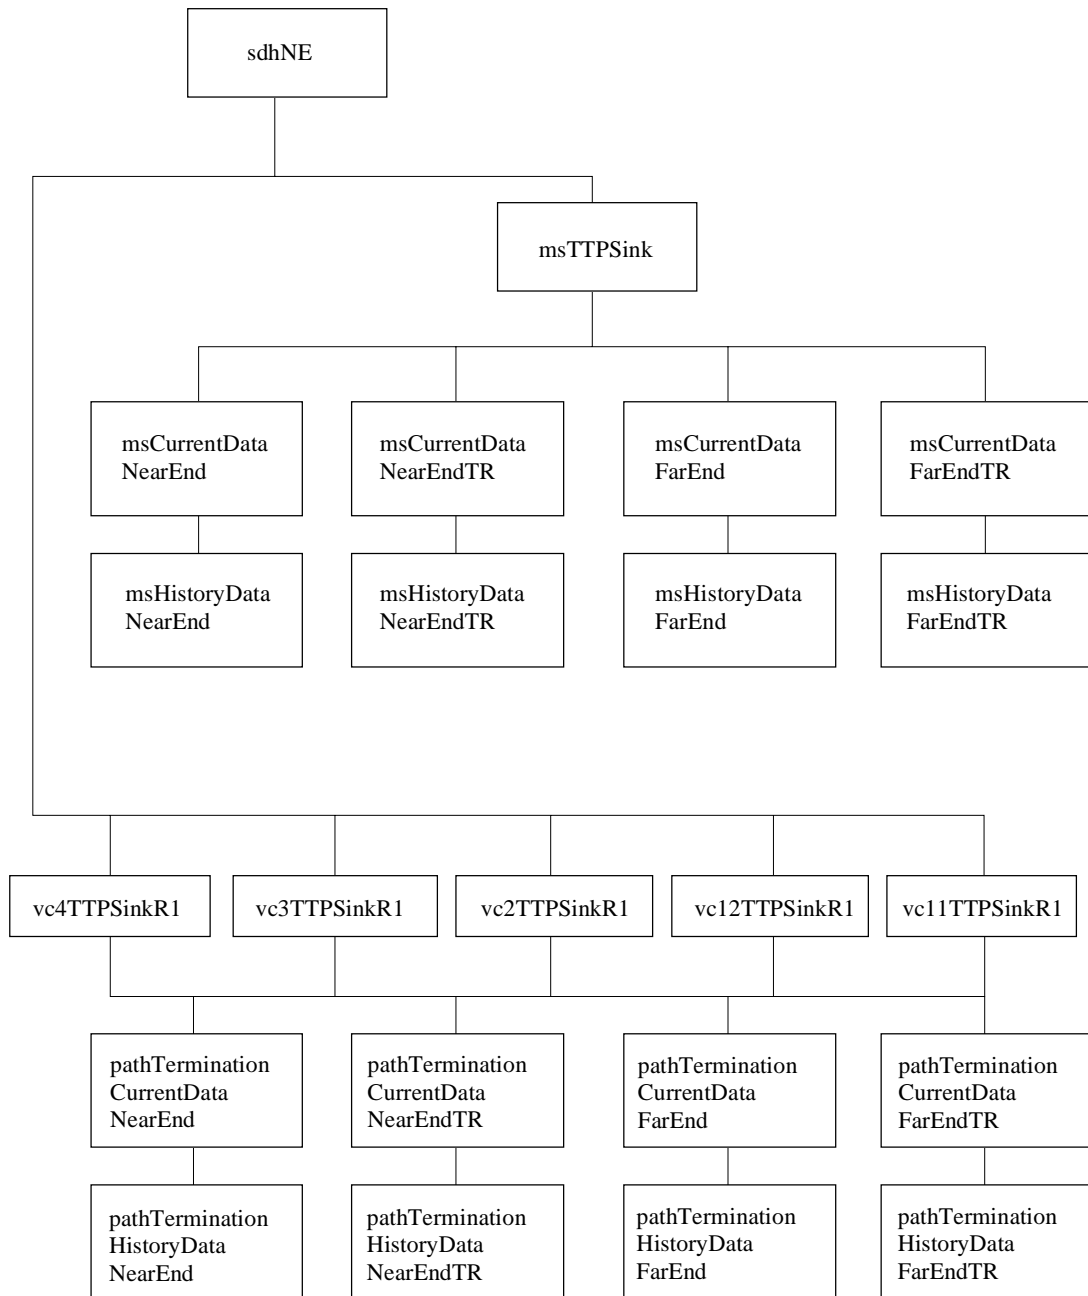 sdhNE
msTTPSink
msCurrentData
NearEnd
msCurrentData
NearEndTR
msCurrentData
FarEnd
msCurrentData
FarEndTR
msHistoryData
NearEnd
msHistoryData
NearEndTR
msHistoryData
FarEnd
msHistoryData
FarEndTR
vc4TTPSinkR1
vc3TTPSinkR1
vc2TTPSinkR1
vc12TTPSinkR1
vc11TTPSinkR1
pathTermination
CurrentData
NearEnd
pathTermination
CurrentData
NearEndTR
pathTermination
CurrentData
FarEnd
pathTermination
CurrentData
FarEndTR
pathTermination
HistoryData
NearEnd
pathTermination
HistoryData
NearEndTR
pathTermination
HistoryData
FarEnd
pathTermination
HistoryData
FarEndTR